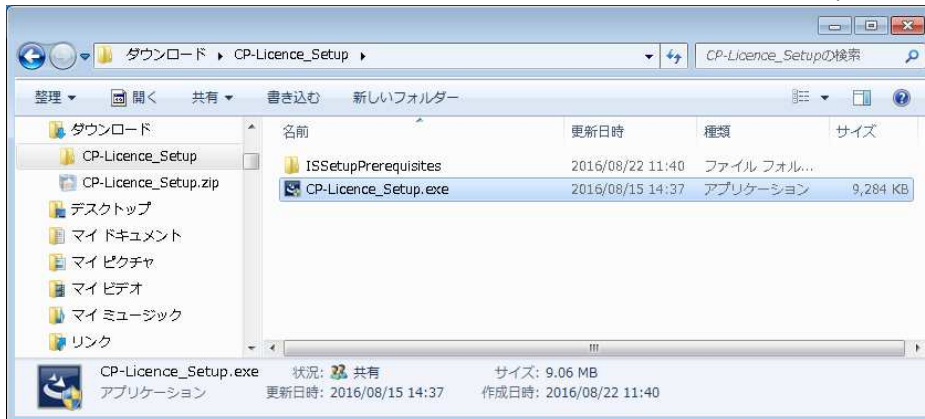 ダウンロード ▸ CP-Licence_Setup ▸
CP-Licence_Setupの検索
整理 ▼ 開く 共有 ▼ 書き込む 新しいフォルダー
ダウンロード
CP-Licence_Setup
CP-Licence_Setup.zip
デスクトップ
マイ ドキュメント
マイ ピクチャ
マイ ビデオ
マイ ミュージック
リンク
名前 更新日時 種類 サイズ
ISSetupPrerequisites 2016/08/22 11:40 ファイル フォル...
CP-Licence_Setup.exe 2016/08/15 14:37 アプリケーション 9,284 KB
CP-Licence_Setup.exe 状況: 共有 サイズ: 9.06 MB
アプリケーション 更新日時: 2016/08/15 14:37 作成日時: 2016/08/22 11:40